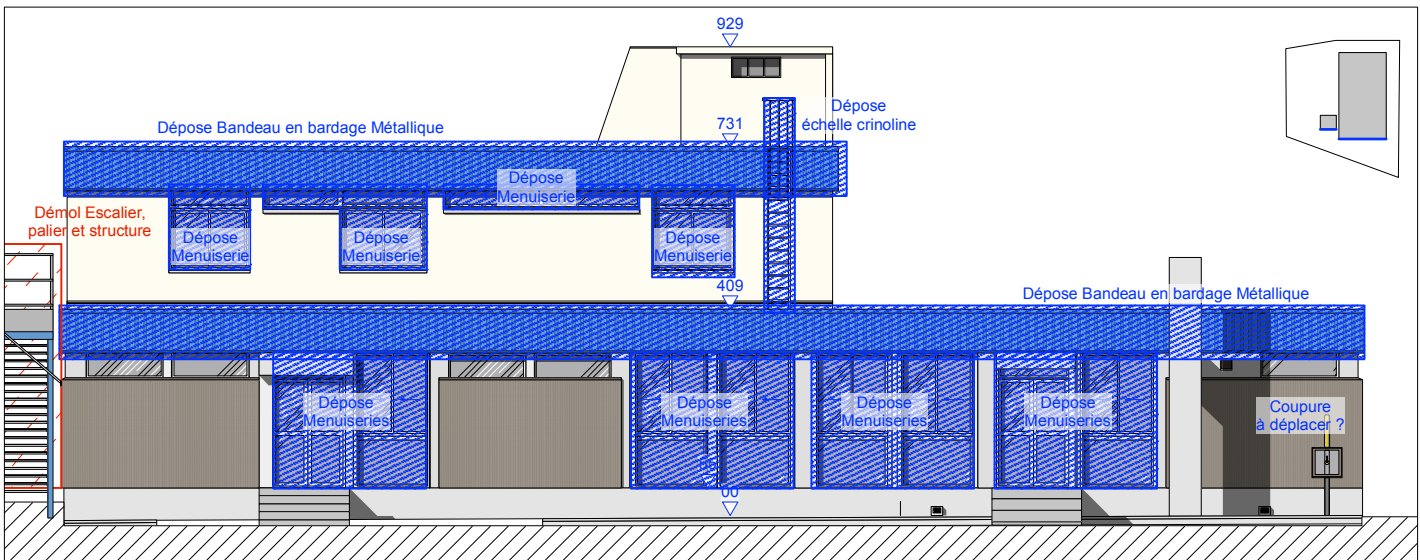 929
Dépose
échelle crinoline
Dépose Bandeau en bardage Métallique
731
Dépose
Menuiserie
Démol Escalier,
palier et structure
Dépose
Menuiserie
Dépose
Menuiserie
Dépose
Menuiserie
409
Dépose Bandeau en bardage Métallique
Dépose
Menuiseries
Dépose
Menuiseries
Dépose
Menuiseries
Dépose
Menuiseries
Coupure
à déplacer ?
00